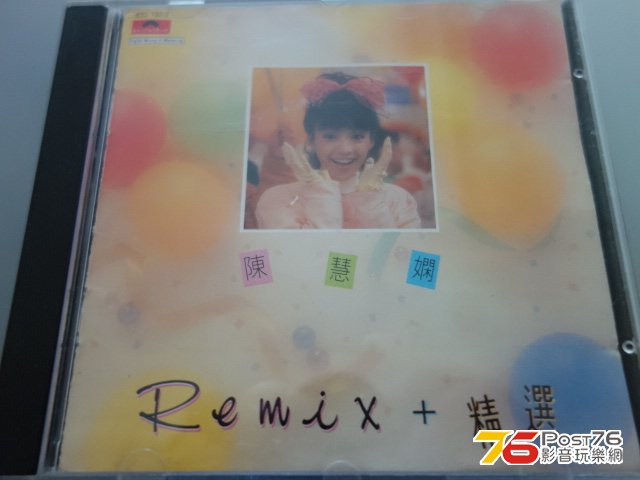 陳 慧 嫻
Remix + 精選
76 Post76
影音玩樂網